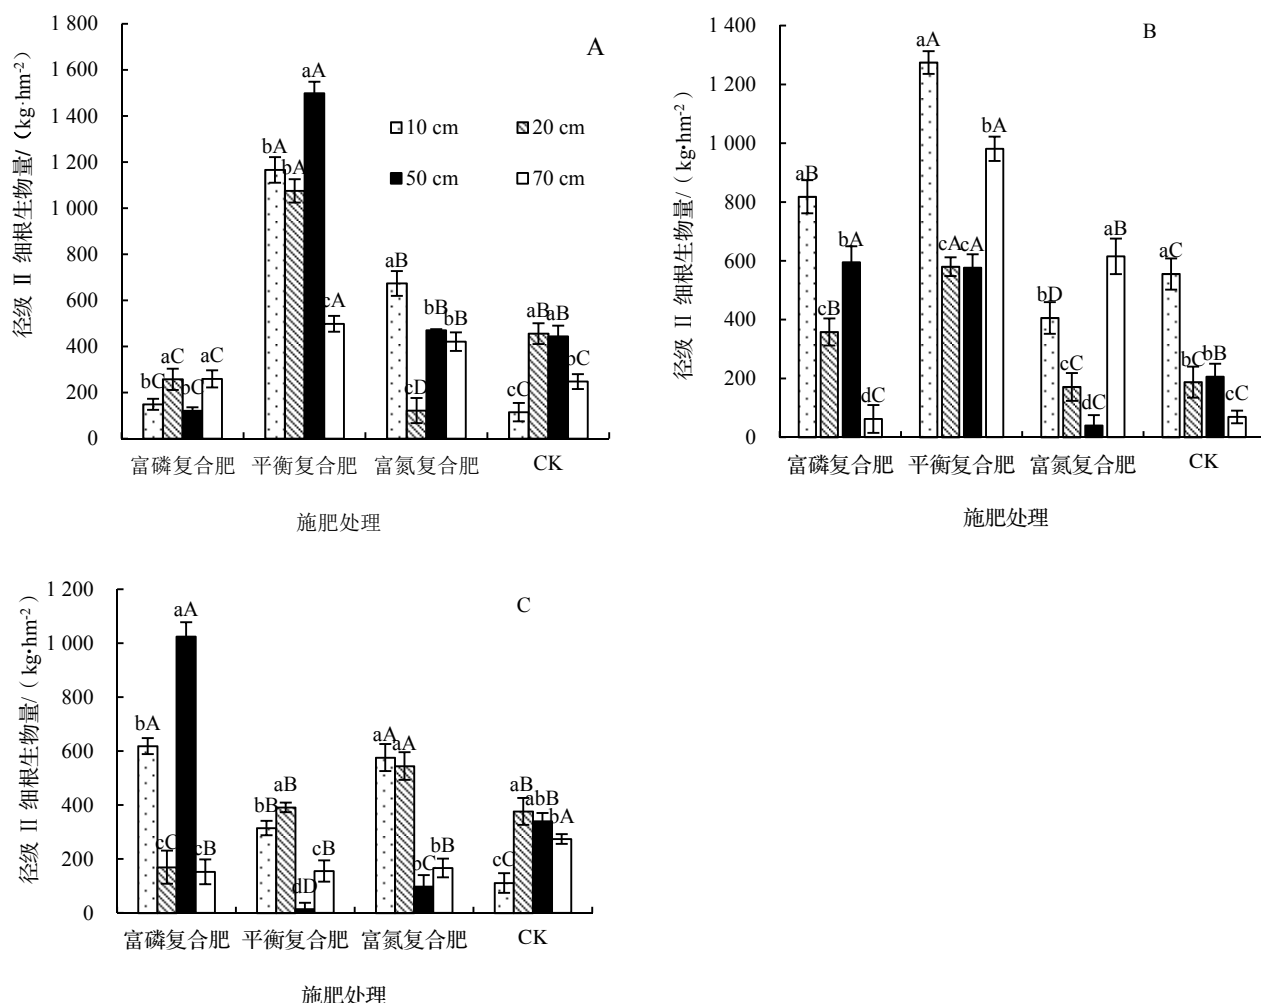 径级 Ⅱ 细根生物量/ (kg·hm-2)
1 800
1 600
1 400
1 200
1 000
800
600
400
200
0
A
10 cm 20 cm
50 cm 70 cm
bC aC bC aC
bA bA aA cA
aB cD bB bB
cC aB aB bC
富磷复合肥 平衡复合肥 富氮复合肥 CK
施肥处理
径级 Ⅱ 细根生物量/ (kg•hm-2)
1 400
1 200
1 000
800
600
400
200
0
B
aB cB bA dC
aA cA cA bA
bD cC dC aB
aC bC bB cC
富磷复合肥 平衡复合肥 富氮复合肥 CK
施肥处理
径级 Ⅱ 细根生物量/ (kg•hm-2)
1 200
1 000
800
600
400
200
0
C
bA cC aA cB
bB aB dD bB
aA aA bC bB
cC aB abB bA
富磷复合肥 平衡复合肥 富氮复合肥 CK
施肥处理